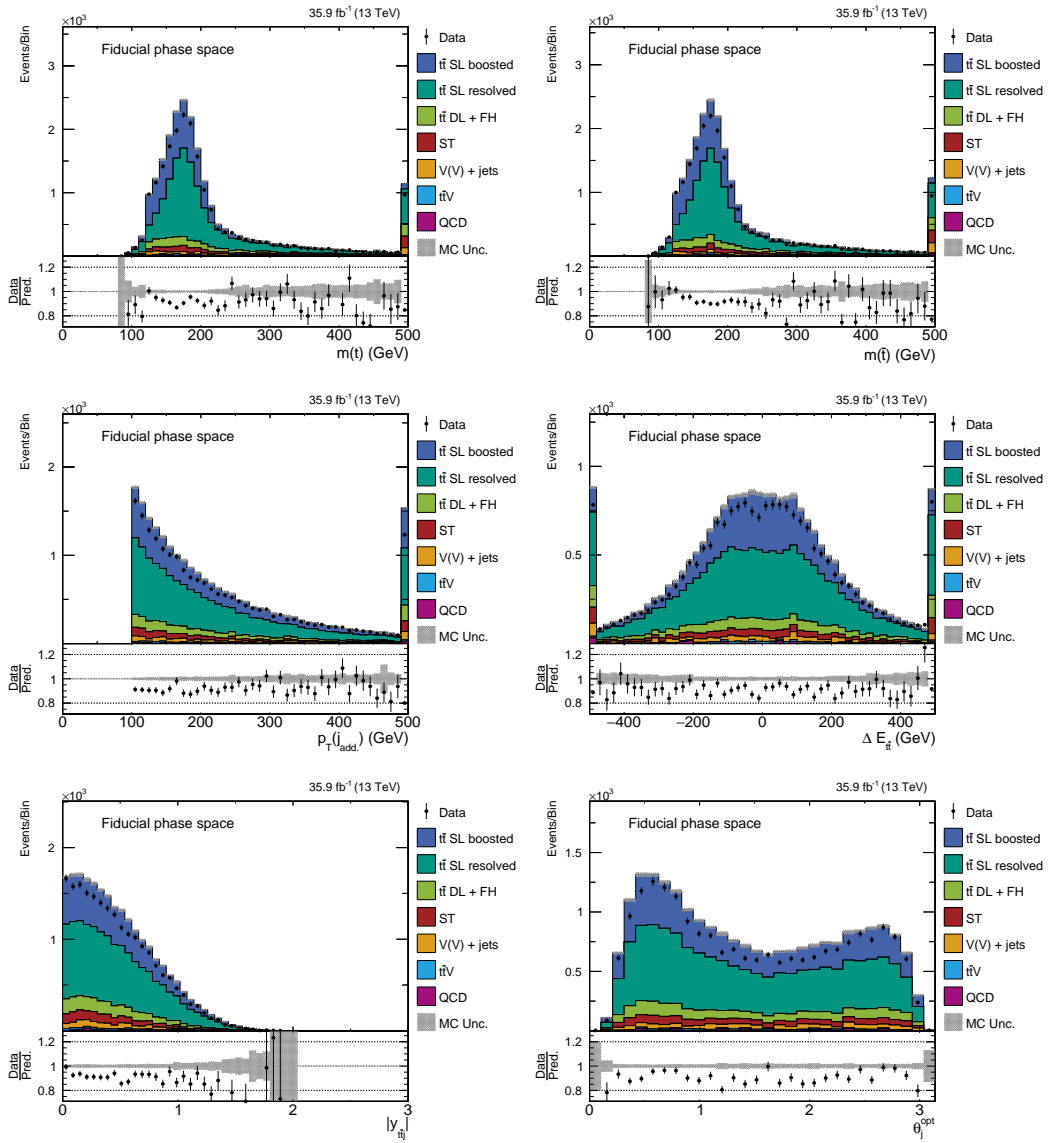 35.9 fb⁻¹ (13 TeV)
×10³
Events/Bin
Fiducial phase space
3
2
1
Data
tt̄ SL boosted
tt̄ SL resolved
tt̄ DL + FH
ST
V(V) + jets
tt̄V
QCD
MC Unc.
Data
Pred.
1.2
1
0.8
0 100 200 300 400 500
m(t) (GeV)
35.9 fb⁻¹ (13 TeV)
×10³
Events/Bin
Fiducial phase space
3
2
1
Data
tt̄ SL boosted
tt̄ SL resolved
tt̄ DL + FH
ST
V(V) + jets
tt̄V
QCD
MC Unc.
Data
Pred.
1.2
1
0.8
0 100 200 300 400 500
m(t̄) (GeV)
35.9 fb⁻¹ (13 TeV)
×10³
Events/Bin
Fiducial phase space
2
1
Data
tt̄ SL boosted
tt̄ SL resolved
tt̄ DL + FH
ST
V(V) + jets
tt̄V
QCD
MC Unc.
Data
Pred.
1.2
1
0.8
0 100 200 300 400 500
p_T(j_add.) (GeV)
35.9 fb⁻¹ (13 TeV)
×10³
Events/Bin
Fiducial phase space
1
0.5
Data
tt̄ SL boosted
tt̄ SL resolved
tt̄ DL + FH
ST
V(V) + jets
tt̄V
QCD
MC Unc.
Data
Pred.
1.2
1
0.8
−400 −200 0 200 400
Δ E_tt̄ (GeV)
35.9 fb⁻¹ (13 TeV)
×10³
Events/Bin
Fiducial phase space
2
1
Data
tt̄ SL boosted
tt̄ SL resolved
tt̄ DL + FH
ST
V(V) + jets
tt̄V
QCD
MC Unc.
Data
Pred.
1.2
1
0.8
0 1 2 3
|y_tt̄j|
35.9 fb⁻¹ (13 TeV)
×10³
Events/Bin
Fiducial phase space
1.5
1
0.5
Data
tt̄ SL boosted
tt̄ SL resolved
tt̄ DL + FH
ST
V(V) + jets
tt̄V
QCD
MC Unc.
Data
Pred.
1.2
1
0.8
0 1 2 3
θ_j^opt